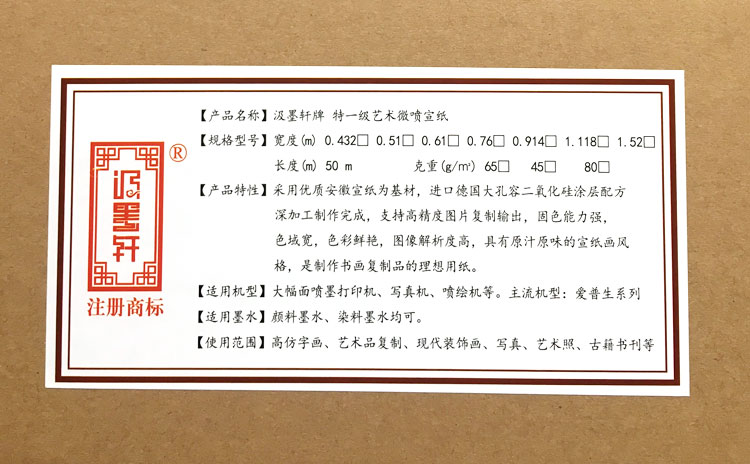 【产品名称】汲墨轩牌 特一级艺术微喷宣纸
【规格型号】宽度(m) 0.432□ 0.51□ 0.61□ 0.76□ 0.914□ 1.118□ 1.52□
长度(m) 50 m 克重(g/m²) 65□ 45□ 80□
【产品特性】采用优质安徽宣纸为基材，进口德国大孔容二氧化硅涂层配方
深加工制作完成，支持高精度图片复制输出，固色能力强，
色域宽，色彩鲜艳，图像解析度高，具有原汁原味的宣纸画风
格，是制作书画复制品的理想用纸。
【适用机型】大幅面喷墨打印机、写真机、喷绘机等。主流机型：爱普生系列
【适用墨水】颜料墨水、染料墨水均可。
【使用范围】高仿字画、艺术品复制、现代装饰画、写真、艺术照、古籍书刊等
汲墨轩
®
注册商标